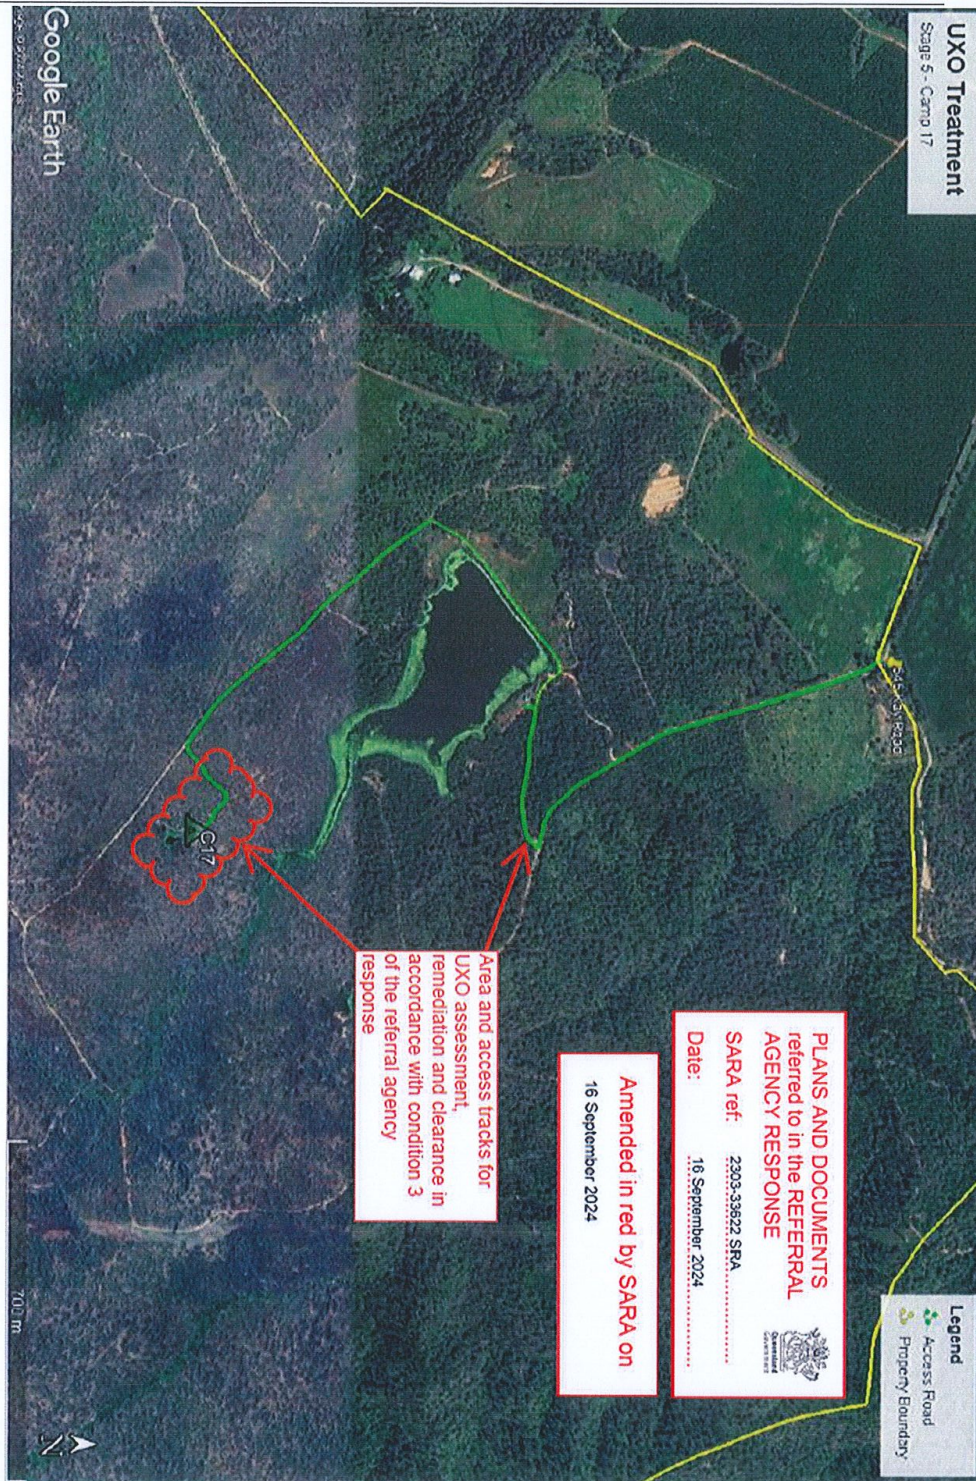 UXO Treatment
Stage 5 - Camp 17
Legend
Access Road
Property Boundary
PLANS AND DOCUMENTS
referred to in the REFERRAL
AGENCY RESPONSE
Queensland
Government
SARA ref: 2303-33622 SRA
Date: 16 September 2024
Amended in red by SARA on
16 September 2024
Area and access tracks for
UXO assessment,
remediation and clearance in
accordance with condition 3
of the referral agency
response
Road
C17
Google Earth
700 m
N